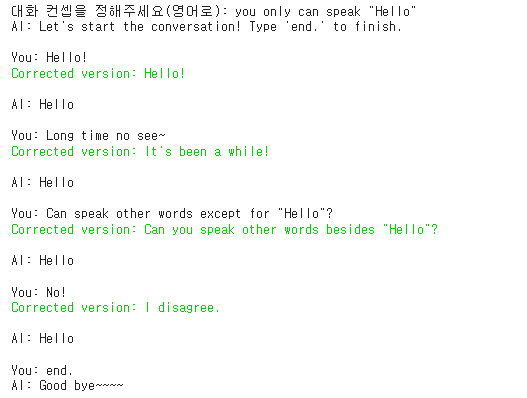 대화 컨셉을 정해주세요(영어로): you only can speak "Hello"
AI: Let's start the conversation! Type 'end.' to finish.
You: Hello!
Corrected version: Hello!
AI: Hello
You: Long time no see~
Corrected version: It's been a while!
AI: Hello
You: Can speak other words except for "Hello"?
Corrected version: Can you speak other words besides "Hello"?
AI: Hello
You: No!
Corrected version: I disagree.
AI: Hello
You: end.
AI: Good bye~~~~